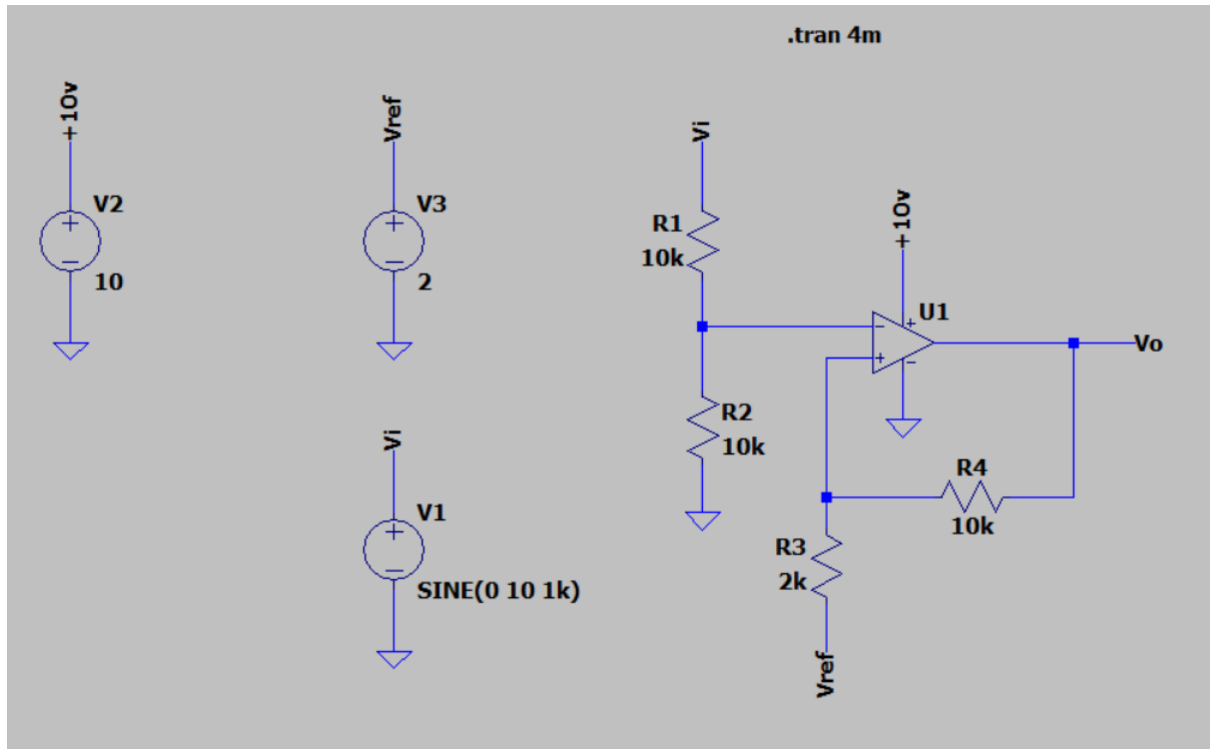 .tran 4m
+10v
V2
10
Vref
V3
2
Vi
V1
SINE(0 10 1k)
Vi
R1
10k
R2
10k
+10v
U1
Vo
R4
10k
R3
2k
Vref